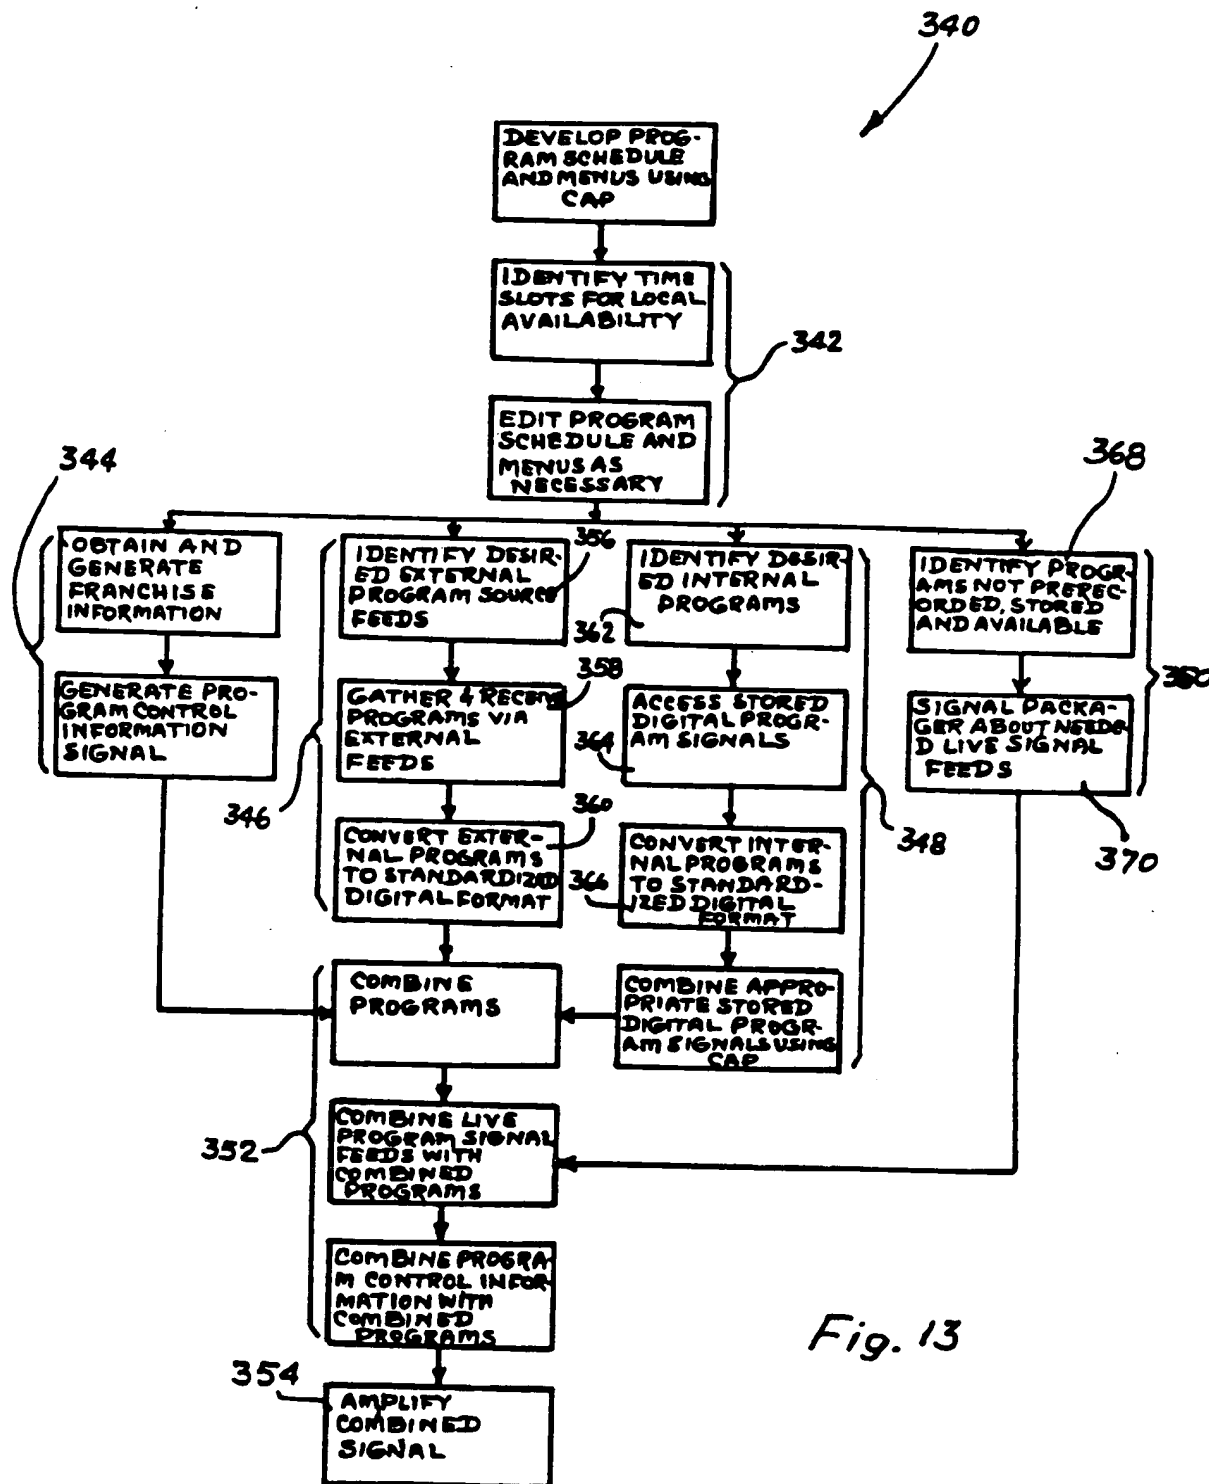 340
DEVELOP PROG-
RAM SCHEDULE
AND MENUS USING
CAP
IDENTIFY TIME
SLOTS FOR LOCAL
AVAILABILITY
342
EDIT PROGRAM
SCHEDULE AND
MENUS AS
NECESSARY
344
OBTAIN AND
GENERATE
FRANCHISE
INFORMATION
GENERATE PRO-
GRAM CONTROL
INFORMATION
SIGNAL
346
IDENTIFY DESI-
RED EXTERNAL
PROGRAM SOURCE
FEEDS
356
GATHER & RECEIVE
PROGRAMS VIA
EXTERNAL
FEEDS
358
CONVERT EXTER-
NAL PROGRAMS
TO STANDARDIZED
DIGITAL FORMAT
360
IDENTIFY DESIR-
ED INTERNAL
PROGRAMS
362
ACCESS STORED
DIGITAL PROGR-
AM SIGNALS
364
CONVERT INTER-
NAL PROGRAMS
TO STANDARD-
IZED DIGITAL
FORMAT
366
COMBINE APPRO-
PRIATE STORED
DIGITAL PROGR-
AM SIGNALS USING
CAP
348
368
IDENTIFY PROGR-
AMS NOT PREREC-
ORDED, STORED
AND AVAILABLE
350
SIGNAL PACKA-
GER ABOUT NEEDE-
D LIVE SIGNAL
FEEDS
370
COMBINE
PROGRAMS
352
COMBINE LIVE
PROGRAM SIGNAL
FEEDS WITH
COMBINED
PROGRAMS
COMBINE PROGRA-
M CONTROL INFOR-
MATION WITH
COMBINED
PROGRAMS
354
AMPLIFY
COMBINED
SIGNAL
Fig. 13